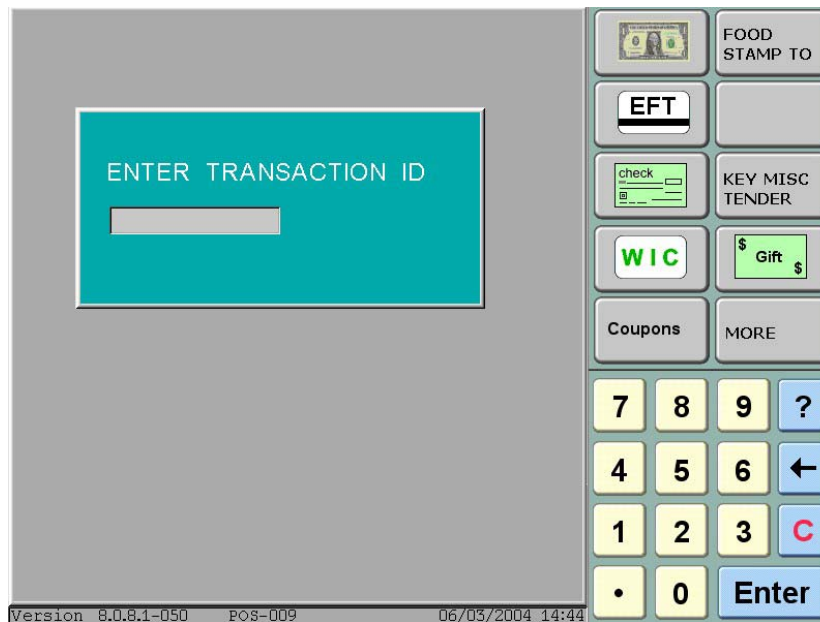 ENTER TRANSACTION ID
FOOD
STAMP TO
EFT
check
KEY MISC
TENDER
WIC
$ Gift $
Coupons
MORE
7 8 9 ?
4 5 6 ←
1 2 3 C
. 0 Enter
Version 8.0.8.1-050 POS-009 06/03/2004 14:44